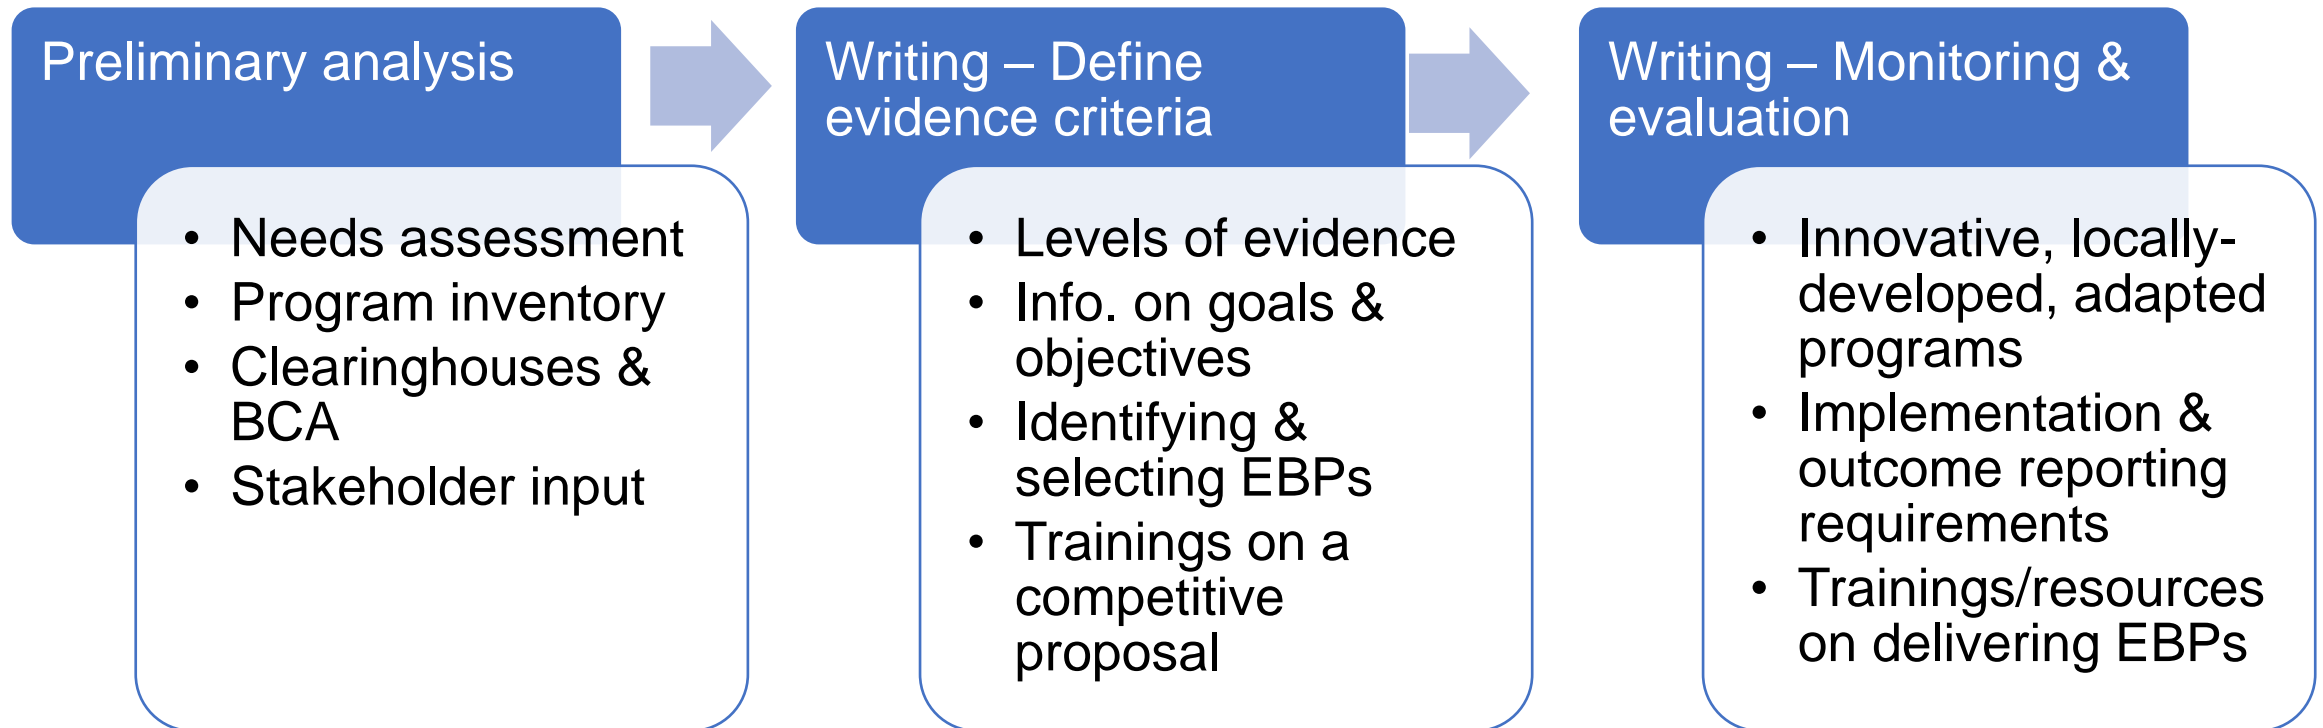 Preliminary analysis
• Needs assessment
• Program inventory
• Clearinghouses &
BCA
• Stakeholder input
Writing – Define
evidence criteria
• Levels of evidence
• Info. on goals &
objectives
• Identifying &
selecting EBPs
• Trainings on a
competitive
proposal
Writing – Monitoring &
evaluation
• Innovative, locally-
developed, adapted
programs
• Implementation &
outcome reporting
requirements
• Trainings/resources
on delivering EBPs